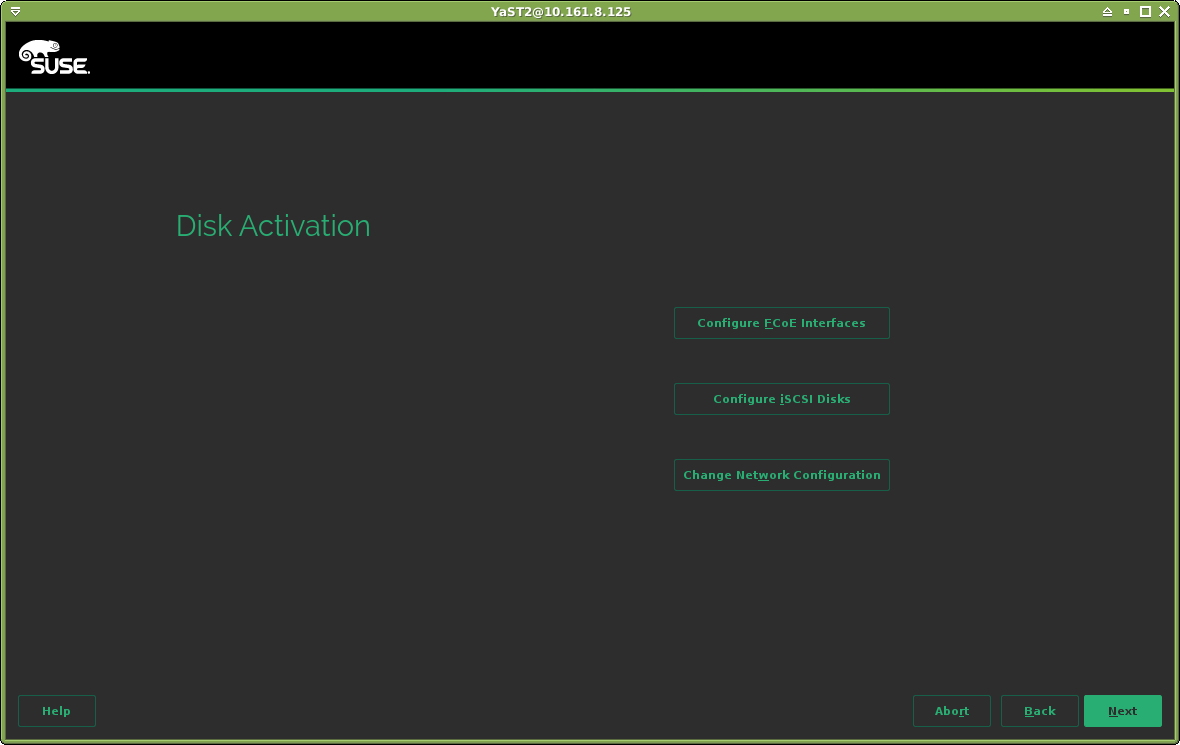 YaST2@10.161.8.125
SUSE.
Disk Activation
Configure FCoE Interfaces
Configure iSCSI Disks
Change Network Configuration
Help
Abort
Back
Next